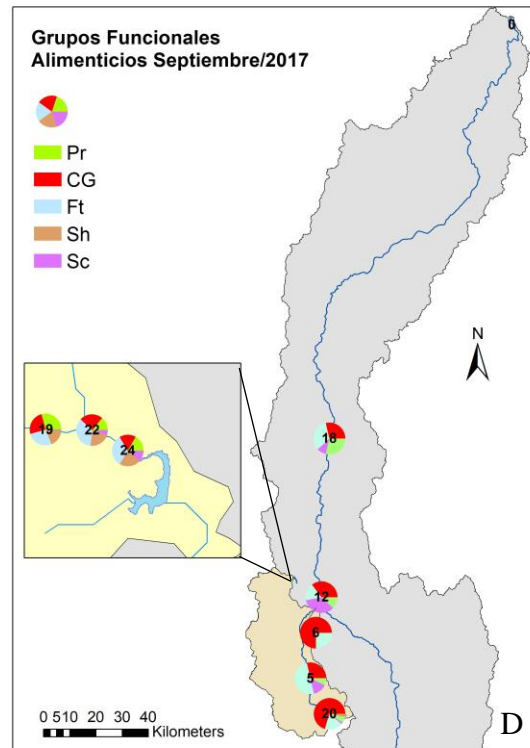 Grupos Funcionales
Alimenticios Septiembre/2017
Pr
CG
Ft
Sh
Sc
0
N
19
22
24
18
12
6
5
20
0 5 10 20 30 40
Kilometers
D